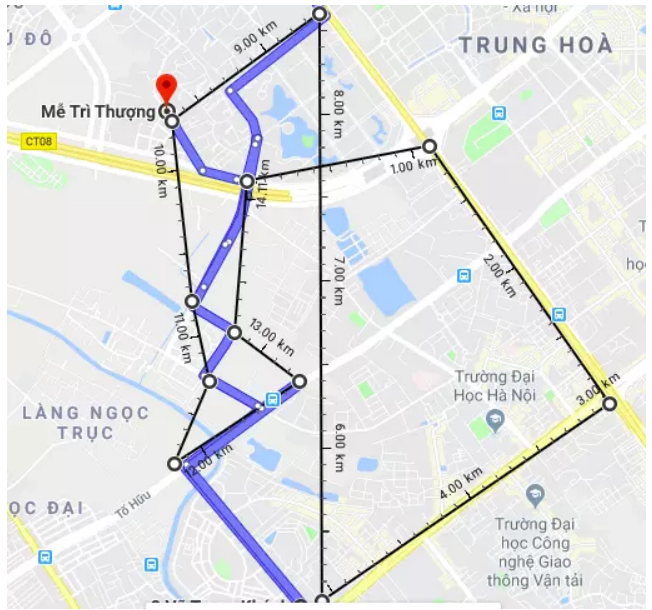 Xã hội
Ú ĐÔ
TRUNG HOÀ
9.00 km
8.00 km
Mễ Trì Thượng
CT08
10.00 km
1.00 km
14.11 km
7.00 km
2.00 km
11.00 km
13.00 km
Trường Đại
Học Hà Nội
3.00 km
LÀNG NGỌC
TRỤC
6.00 km
12.00 km
4.00 km
Tố Hữu
ỌC ĐẠI
Trường Đại
học Công
nghệ Giao
thông Vận tải